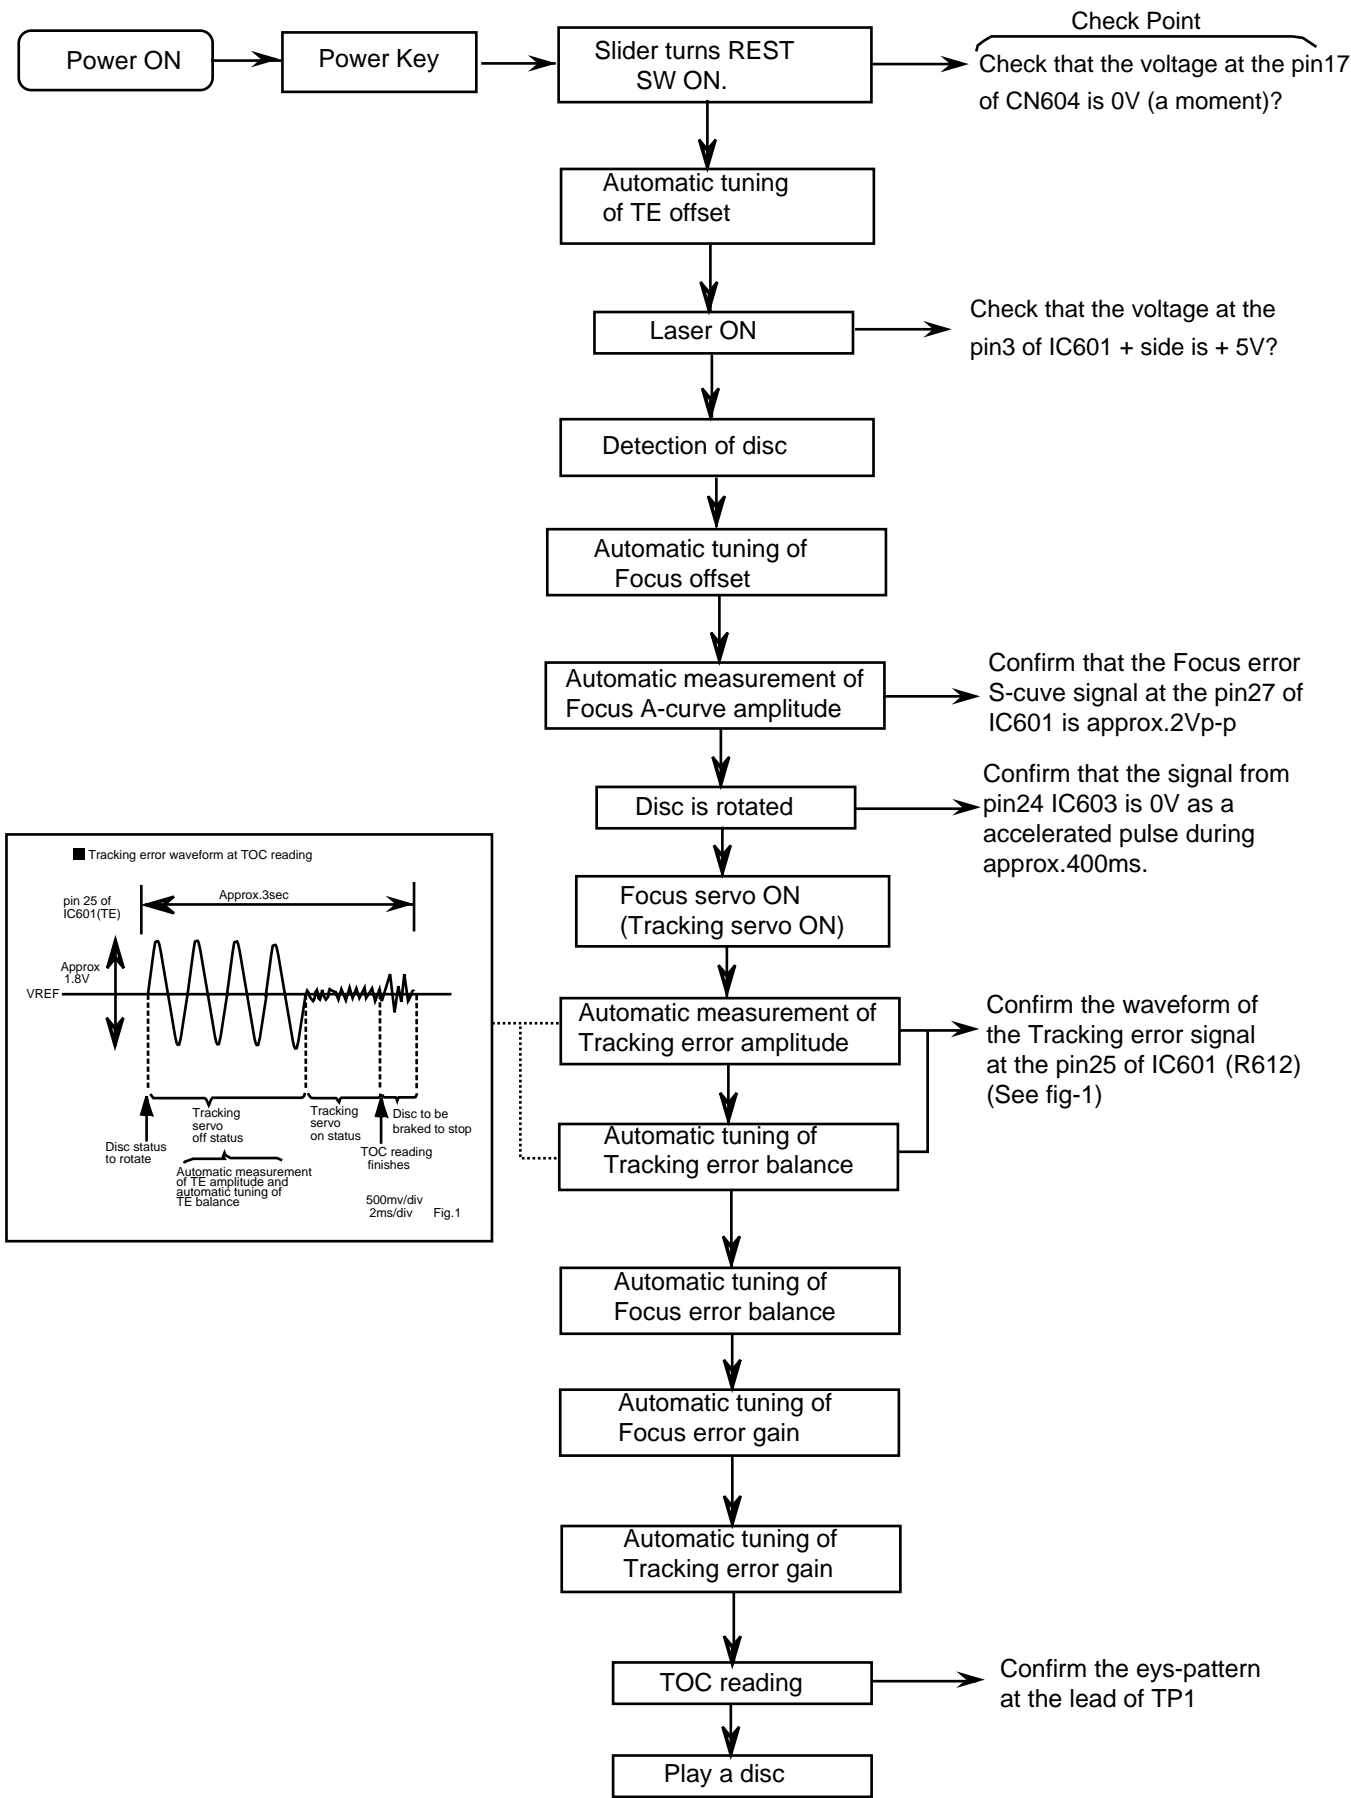 Check Point
Power ON
Power Key
Slider turns REST
SW ON.
Check that the voltage at the pin17
of CN604 is 0V (a moment)?
Automatic tuning
of TE offset
Laser ON
Check that the voltage at the
pin3 of IC601 + side is + 5V?
Detection of disc
Automatic tuning of
Focus offset
Automatic measurement of
Focus A-curve amplitude
Confirm that the Focus error
S-cuve signal at the pin27 of
IC601 is approx.2Vp-p
Disc is rotated
Confirm that the signal from
pin24 IC603 is 0V as a
accelerated pulse during
approx.400ms.
Focus servo ON
(Tracking servo ON)
Tracking error waveform at TOC reading
pin 25 of
IC601(TE)
Approx.3sec
Approx
1.8V
VREF
Disc status
to rotate
Tracking
servo
off status
Tracking
servo
on status
Disc to be
braked to stop
TOC reading
finishes
Automatic measurement
of TE amplitude and
automatic tuning of
TE balance
500mv/div
2ms/div
Fig.1
Automatic measurement of
Tracking error amplitude
Confirm the waveform of
the Tracking error signal
at the pin25 of IC601 (R612)
(See fig-1)
Automatic tuning of
Tracking error balance
Automatic tuning of
Focus error balance
Automatic tuning of
Focus error gain
Automatic tuning of
Tracking error gain
TOC reading
Confirm the eys-pattern
at the lead of TP1
Play a disc